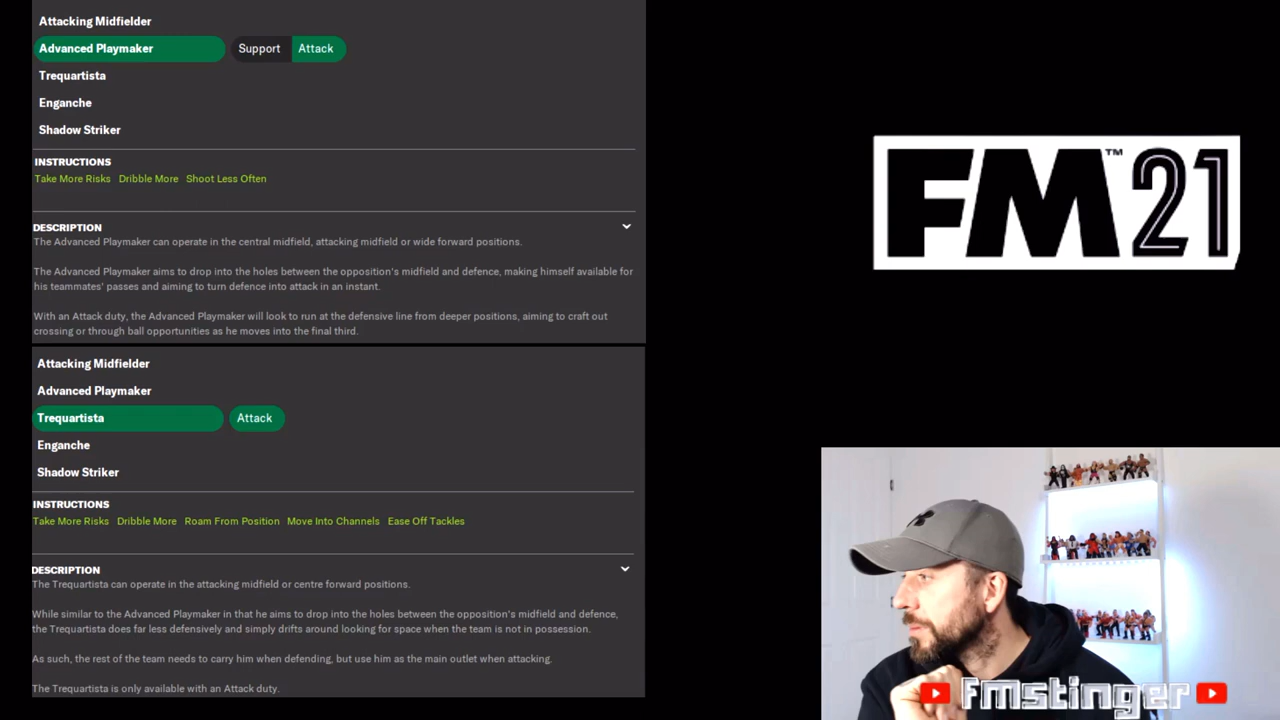 Attacking Midfielder
Advanced Playmaker Support Attack
Trequartista
Enganche
Shadow Striker
INSTRUCTIONS
Take More Risks Dribble More Shoot Less Often
DESCRIPTION
The Advanced Playmaker can operate in the central midfield, attacking midfield or wide forward positions.
The Advanced Playmaker aims to drop into the holes between the opposition's midfield and defence, making himself available for
his teammates' passes and aiming to turn defence into attack in an instant.
With an Attack duty, the Advanced Playmaker will look to run at the defensive line from deeper positions, aiming to craft out
crossing or through ball opportunities as he moves into the final third.
Attacking Midfielder
Advanced Playmaker
Trequartista Attack
Enganche
Shadow Striker
INSTRUCTIONS
Take More Risks Dribble More Roam From Position Move Into Channels Ease Off Tackles
DESCRIPTION
The Trequartista can operate in the attacking midfield or centre forward positions.
While similar to the Advanced Playmaker in that he aims to drop into the holes between the opposition's midfield and defence,
the Trequartista does far less defensively and simply drifts around looking for space when the team is not in possession.
As such, the rest of the team needs to carry him when defending, but use him as the main outlet when attacking.
The Trequartista is only available with an Attack duty.
FM™21
fmstinger